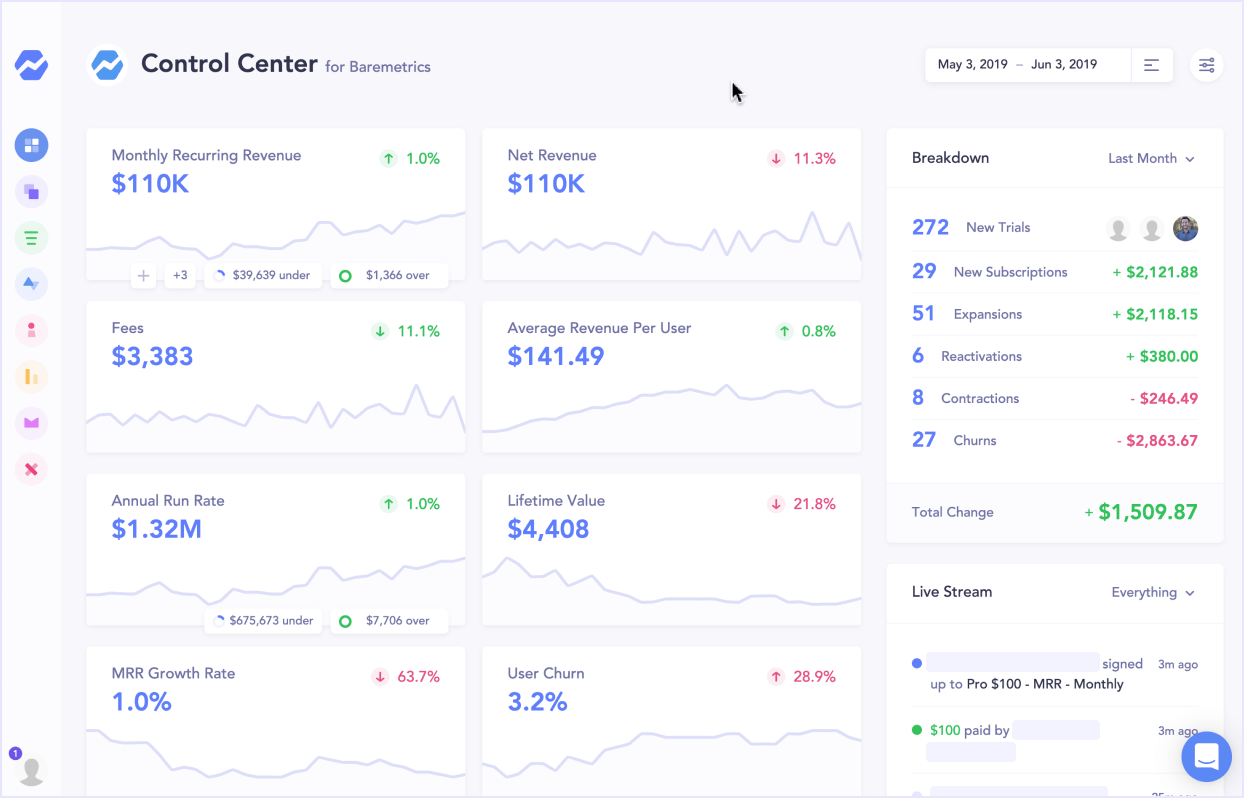 Control Center for Baremetrics
May 3, 2019 – Jun 3, 2019
Monthly Recurring Revenue
1.0%
$110K
+3
$39,639 under
$1,366 over
Net Revenue
11.3%
$110K
Fees
11.1%
$3,383
Average Revenue Per User
0.8%
$141.49
Annual Run Rate
1.0%
$1.32M
$675,673 under
$7,706 over
Lifetime Value
21.8%
$4,408
MRR Growth Rate
63.7%
1.0%
User Churn
28.9%
3.2%
Breakdown
Last Month
272 New Trials
29 New Subscriptions + $2,121.88
51 Expansions + $2,118.15
6 Reactivations + $380.00
8 Contractions - $246.49
27 Churns - $2,863.67
Total Change + $1,509.87
Live Stream
Everything
signed 3m ago
up to Pro $100 - MRR - Monthly
$100 paid by 3m ago
1